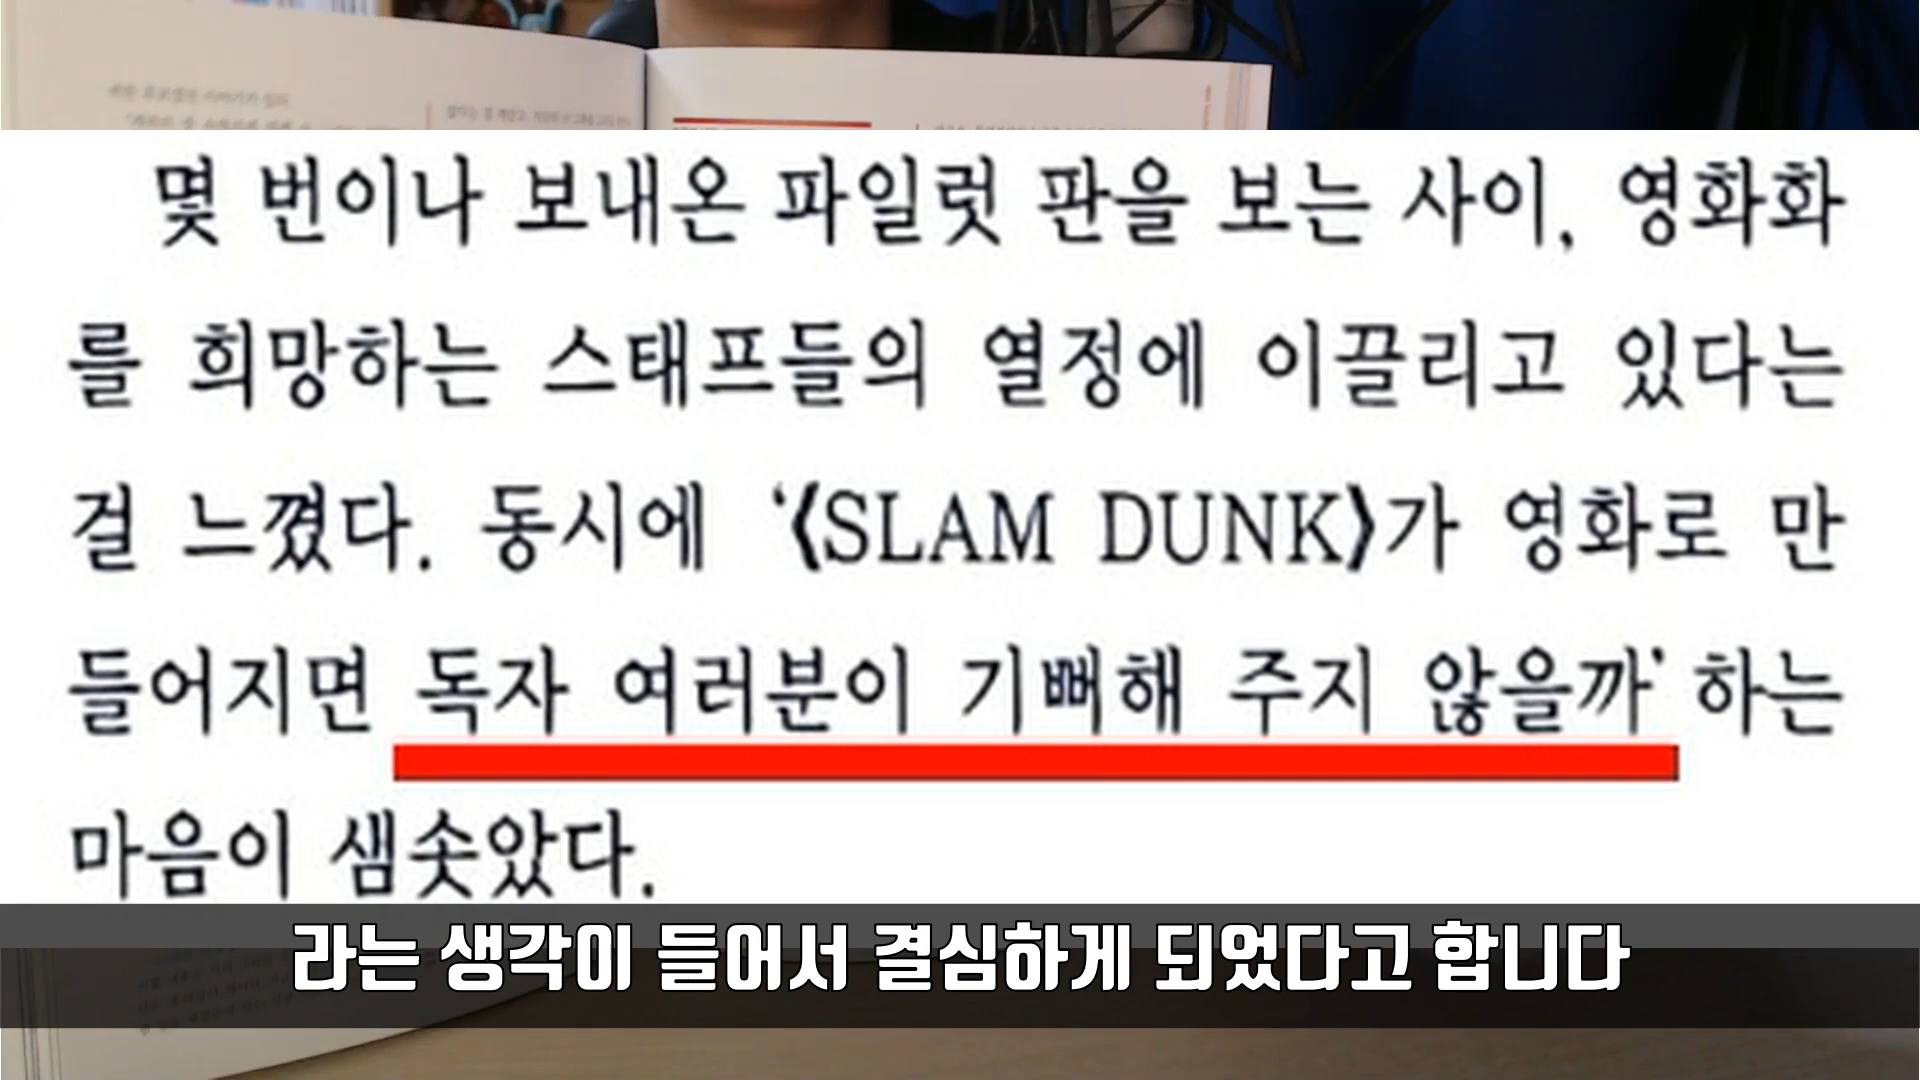 몇 번이나 보내온 파일럿 판을 보는 사이, 영화화
를 희망하는 스태프들의 열정에 이끌리고 있다는
걸 느꼈다. 동시에 ‘《SLAM DUNK》가 영화로 만
들어지면 독자 여러분이 기뻐해 주지 않을까’ 하는
마음이 샘솟았다.
라는 생각이 들어서 결심하게 되었다고 합니다